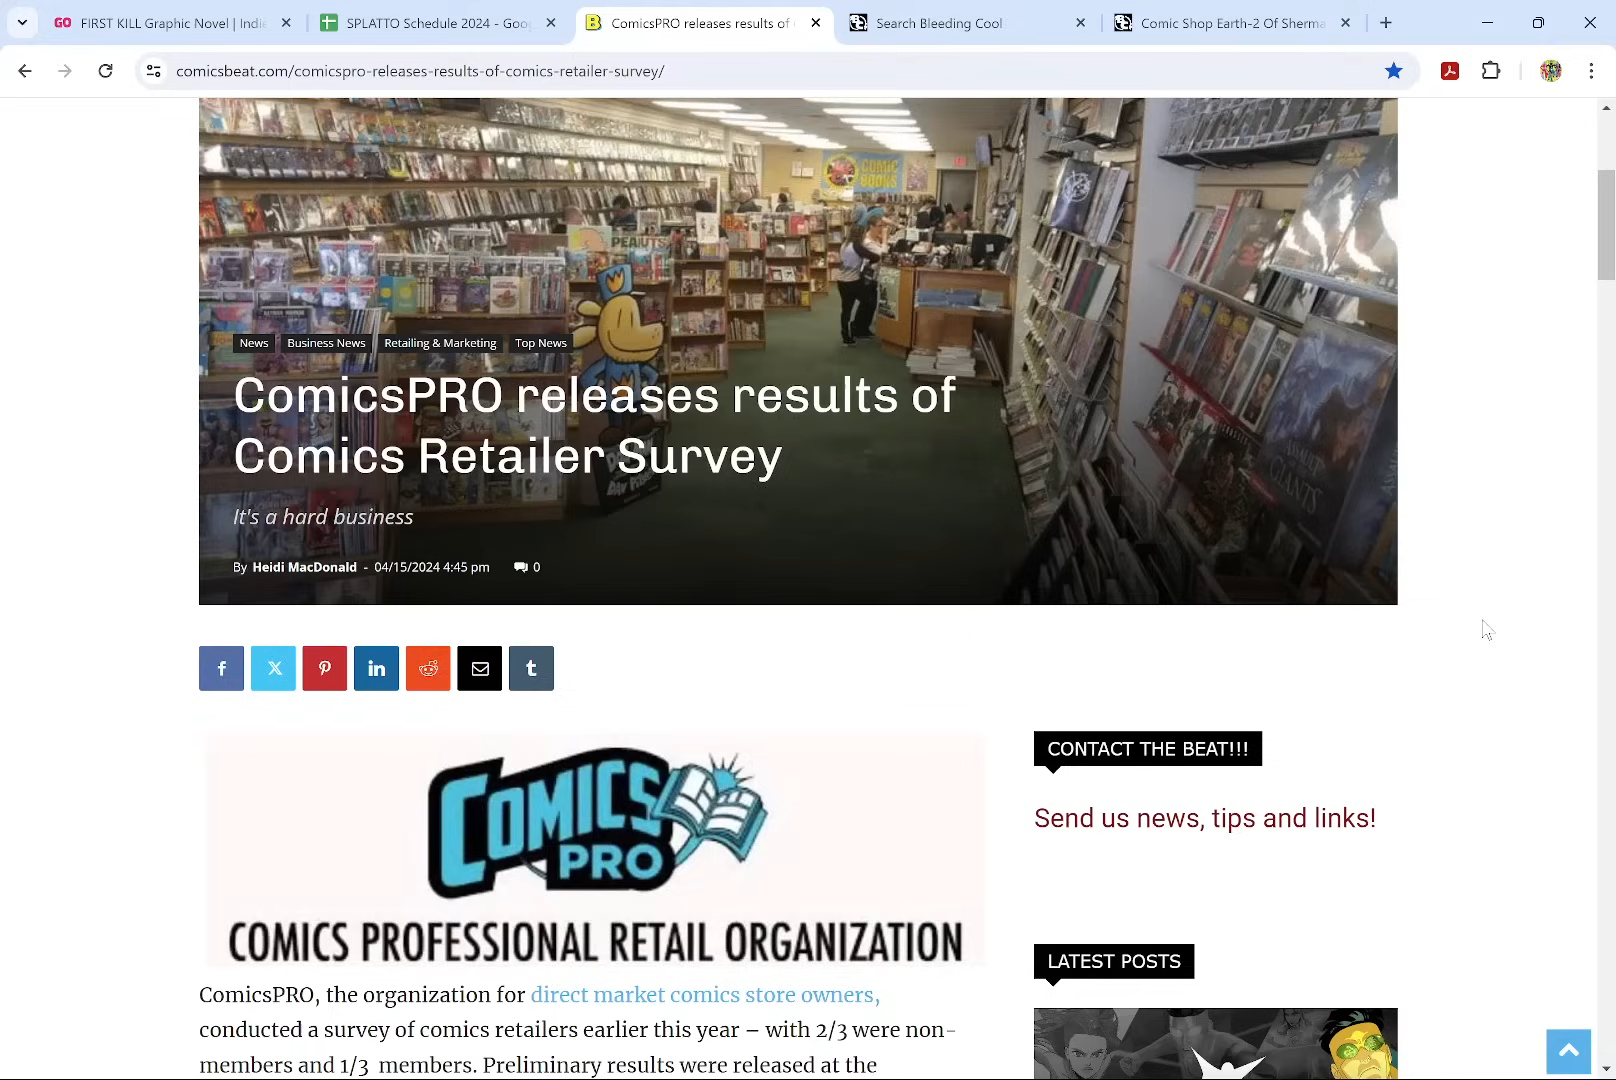 FIRST KILL Graphic Novel | Indie
SPLATTO Schedule 2024 - Goo
ComicsPRO releases results of
Search Bleeding Cool
Comic Shop Earth-2 Of Sherma
comicsbeat.com/comicspro-releases-results-of-comics-retailer-survey/
COMIC
BOOKS
PEANUTS
News
Business News
Retailing & Marketing
Top News
ComicsPRO releases results of
Comics Retailer Survey
It's a hard business
By Heidi MacDonald - 04/15/2024 4:45 pm 0
COMICS
PRO
COMICS PROFESSIONAL RETAIL ORGANIZATION
CONTACT THE BEAT!!!
Send us news, tips and links!
LATEST POSTS
ComicsPRO, the organization for direct market comics store owners,
conducted a survey of comics retailers earlier this year – with 2/3 were non-
members and 1/3 members. Preliminary results were released at the